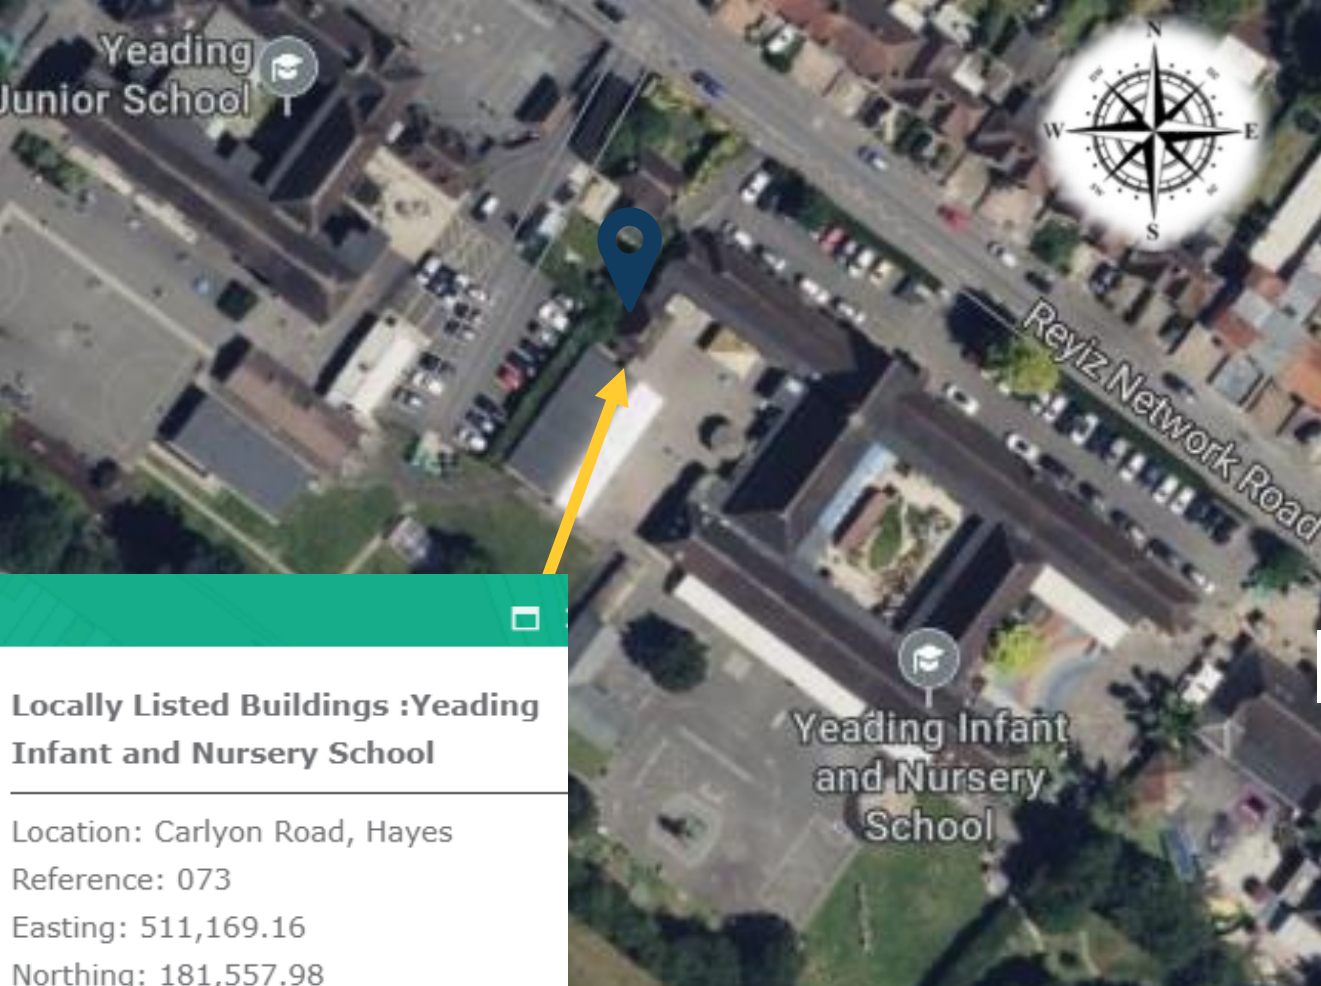 Yeading
Junior School
N
W
E
S
Reyiz Network Road
Locally Listed Buildings :Yeading
Infant and Nursery School
Location: Carlyon Road, Hayes
Reference: 073
Easting: 511,169.16
Northing: 181,557.98
Yeading Infant
and Nursery
School